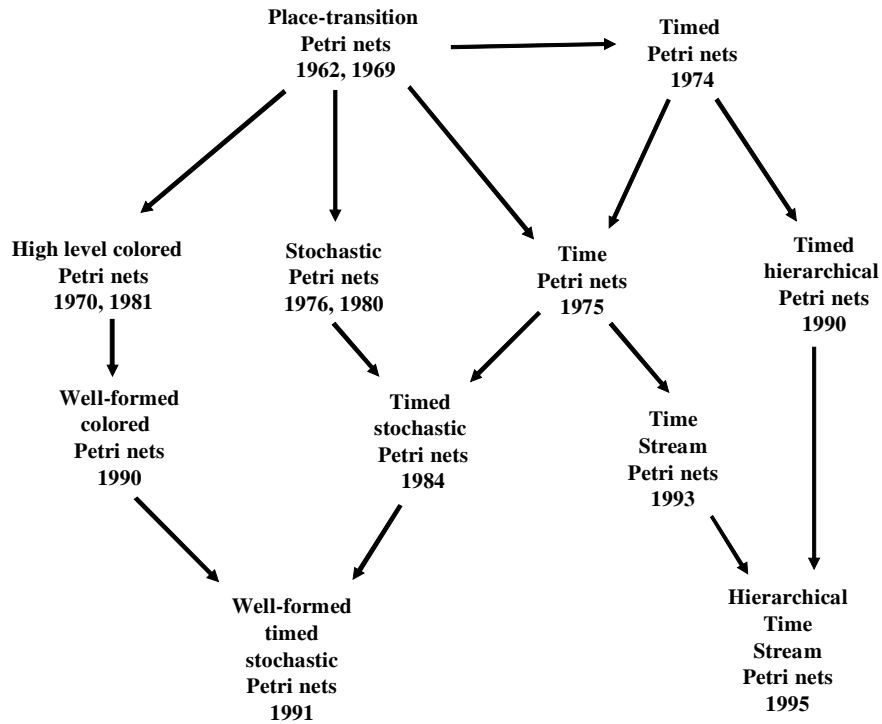 Place-transition
Petri nets
1962, 1969
Timed
Petri nets
1974
High level colored
Petri nets
1970, 1981
Stochastic
Petri nets
1976, 1980
Time
Petri nets
1975
Timed
hierarchical
Petri nets
1990
Well-formed
colored
Petri nets
1990
Timed
stochastic
Petri nets
1984
Time
Stream
Petri nets
1993
Well-formed
timed
stochastic
Petri nets
1991
Hierarchical
Time
Stream
Petri nets
1995